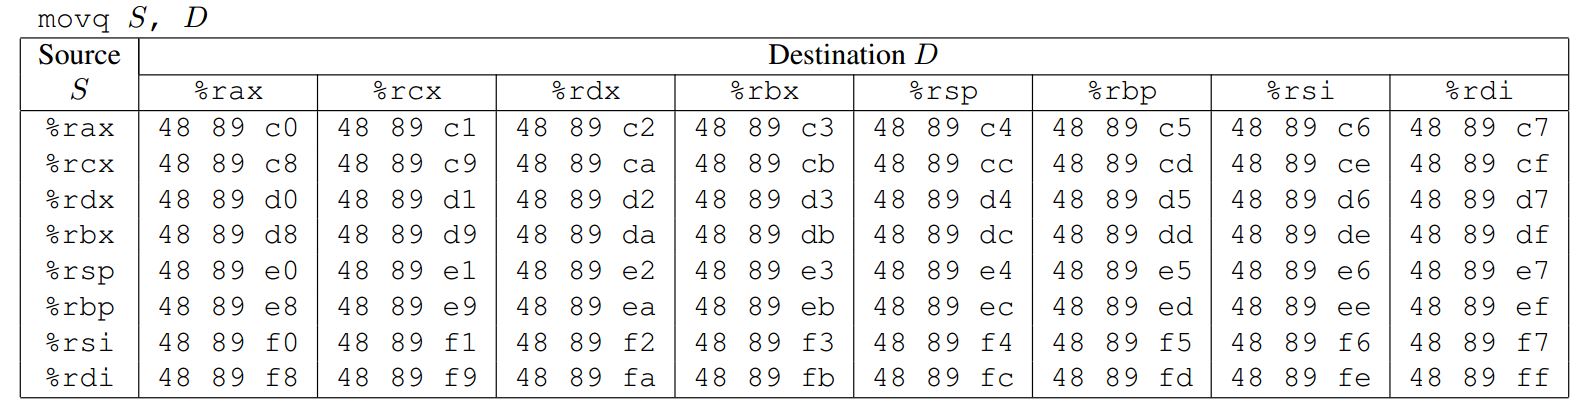 movq S, D
Source Destination D
S %rax %rcx %rdx %rbx %rsp %rbp %rsi %rdi
%rax 48 89 c0 48 89 c1 48 89 c2 48 89 c3 48 89 c4 48 89 c5 48 89 c6 48 89 c7
%rcx 48 89 c8 48 89 c9 48 89 ca 48 89 cb 48 89 cc 48 89 cd 48 89 ce 48 89 cf
%rdx 48 89 d0 48 89 d1 48 89 d2 48 89 d3 48 89 d4 48 89 d5 48 89 d6 48 89 d7
%rbx 48 89 d8 48 89 d9 48 89 da 48 89 db 48 89 dc 48 89 dd 48 89 de 48 89 df
%rsp 48 89 e0 48 89 e1 48 89 e2 48 89 e3 48 89 e4 48 89 e5 48 89 e6 48 89 e7
%rbp 48 89 e8 48 89 e9 48 89 ea 48 89 eb 48 89 ec 48 89 ed 48 89 ee 48 89 ef
%rsi 48 89 f0 48 89 f1 48 89 f2 48 89 f3 48 89 f4 48 89 f5 48 89 f6 48 89 f7
%rdi 48 89 f8 48 89 f9 48 89 fa 48 89 fb 48 89 fc 48 89 fd 48 89 fe 48 89 ff